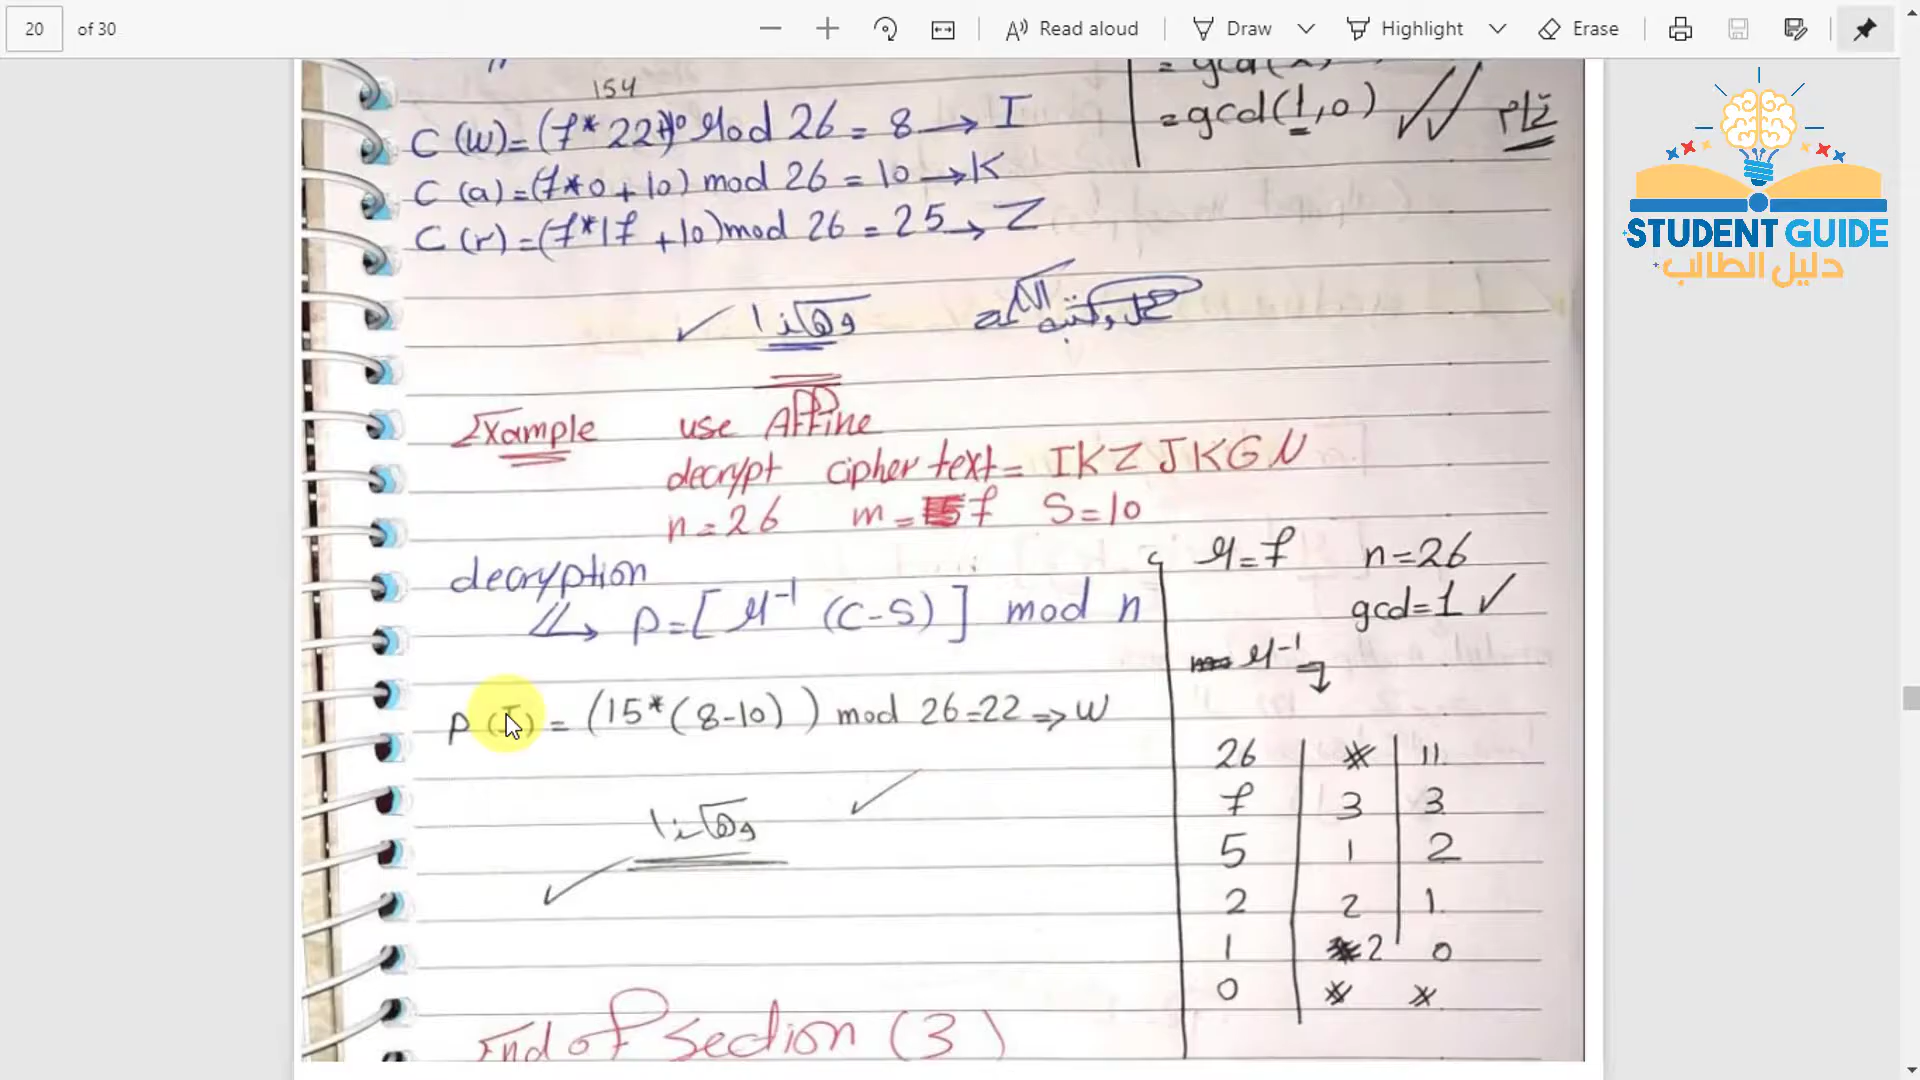 20 of 30 Read aloud Draw Highlight Erase
154
C (W) = (7* 22+10 Mod 26 = 8 → I
C (a) = (7*0 + 10) mod 26 = 10 → K
C (r) = (7*17 + 10) mod 26 = 25 → Z
= gcd(1,0)
وهكذا
STUDENT GUIDE
دليل الطالب
Example use Affine
decrypt cipher text = IKZJKGN
n = 26 m = 7 S = 10
decryption
P = [ M⁻¹ (C-S) ] mod n
P (I) = (15* (8-10) ) mod 26 = 22 => W
وهكذا
M = 7 n = 26
gcd = 1 ✓
M⁻¹
26 * 11
7 3 3
5 1 2
2 2 1
1 2 0
0 * *
End of section (3)